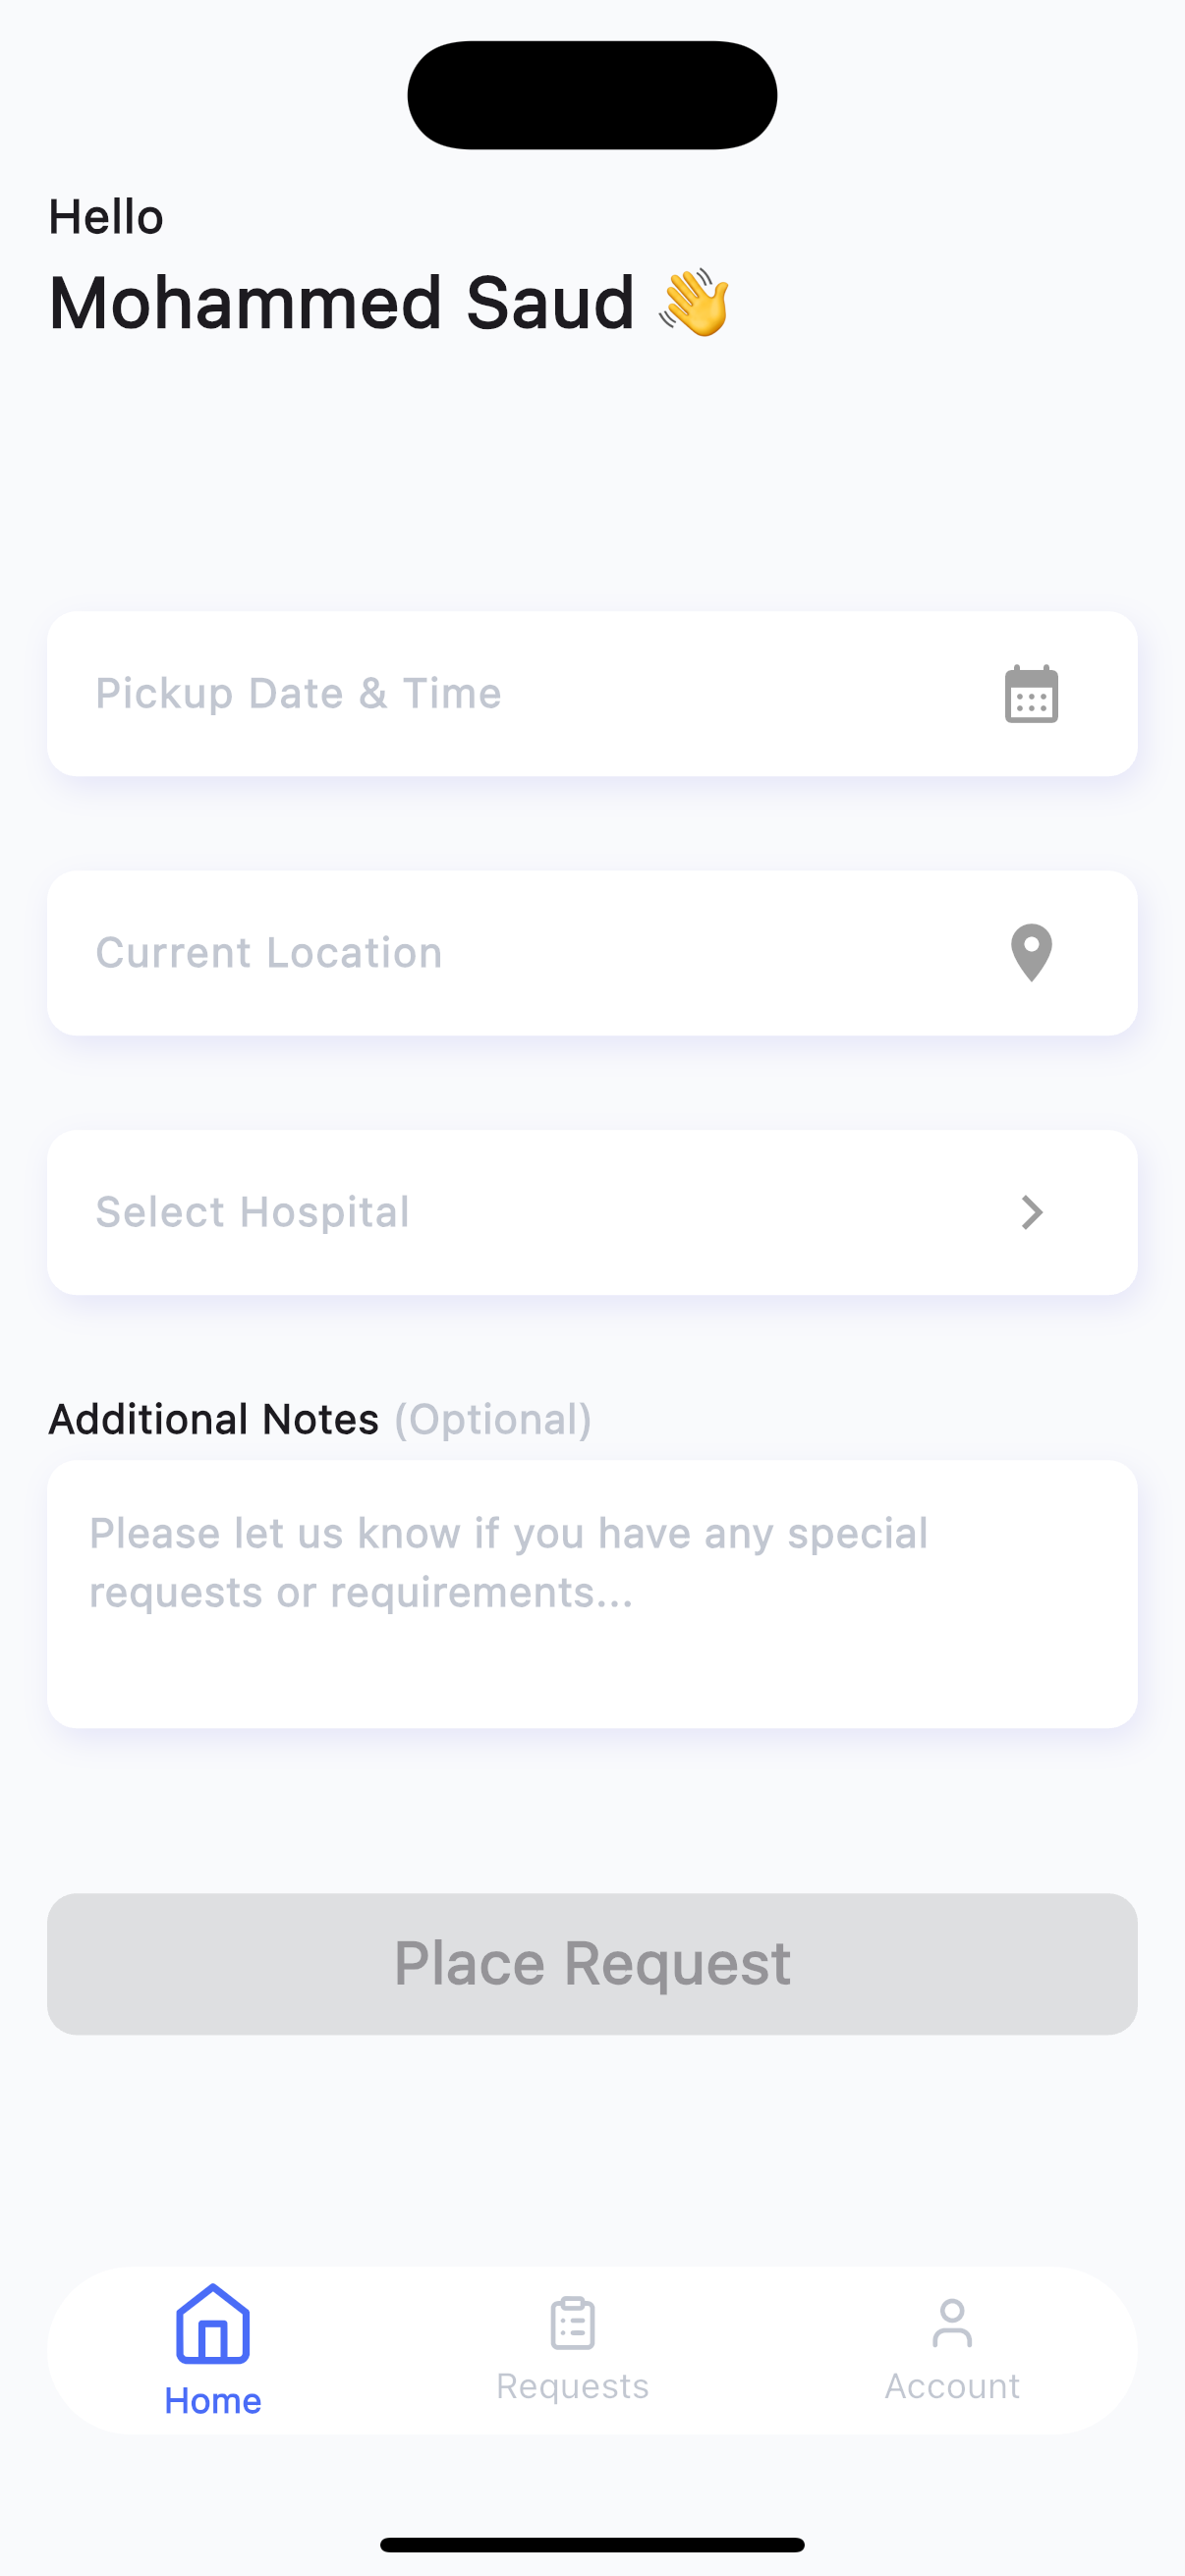 Hello
Mohammed Saud 👋
Pickup Date & Time
Current Location
Select Hospital
Additional Notes (Optional)
Please let us know if you have any special
requests or requirements...
Place Request
Home
Requests
Account